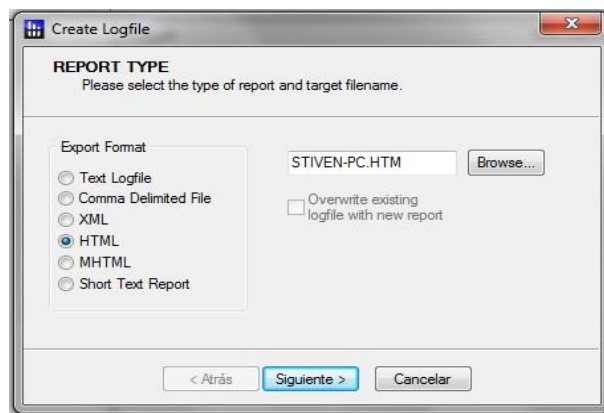 Create Logfile
REPORT TYPE
Please select the type of report and target filename.
Export Format
Text Logfile
Comma Delimited File
XML
HTML
MHTML
Short Text Report
STIVEN-PC.HTM
Browse...
Overwrite existing
logfile with new report
< Atrás
Siguiente >
Cancelar